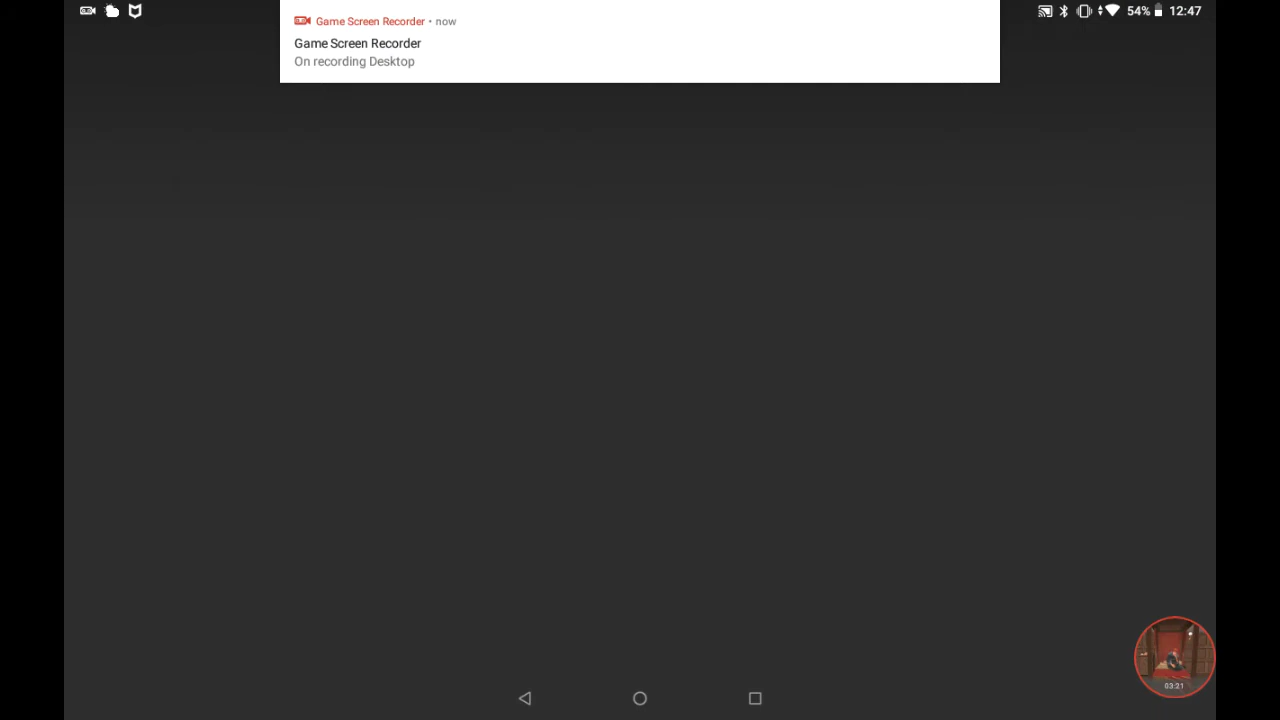 Game Screen Recorder • now
54% 12:47
Game Screen Recorder
On recording Desktop
03:21